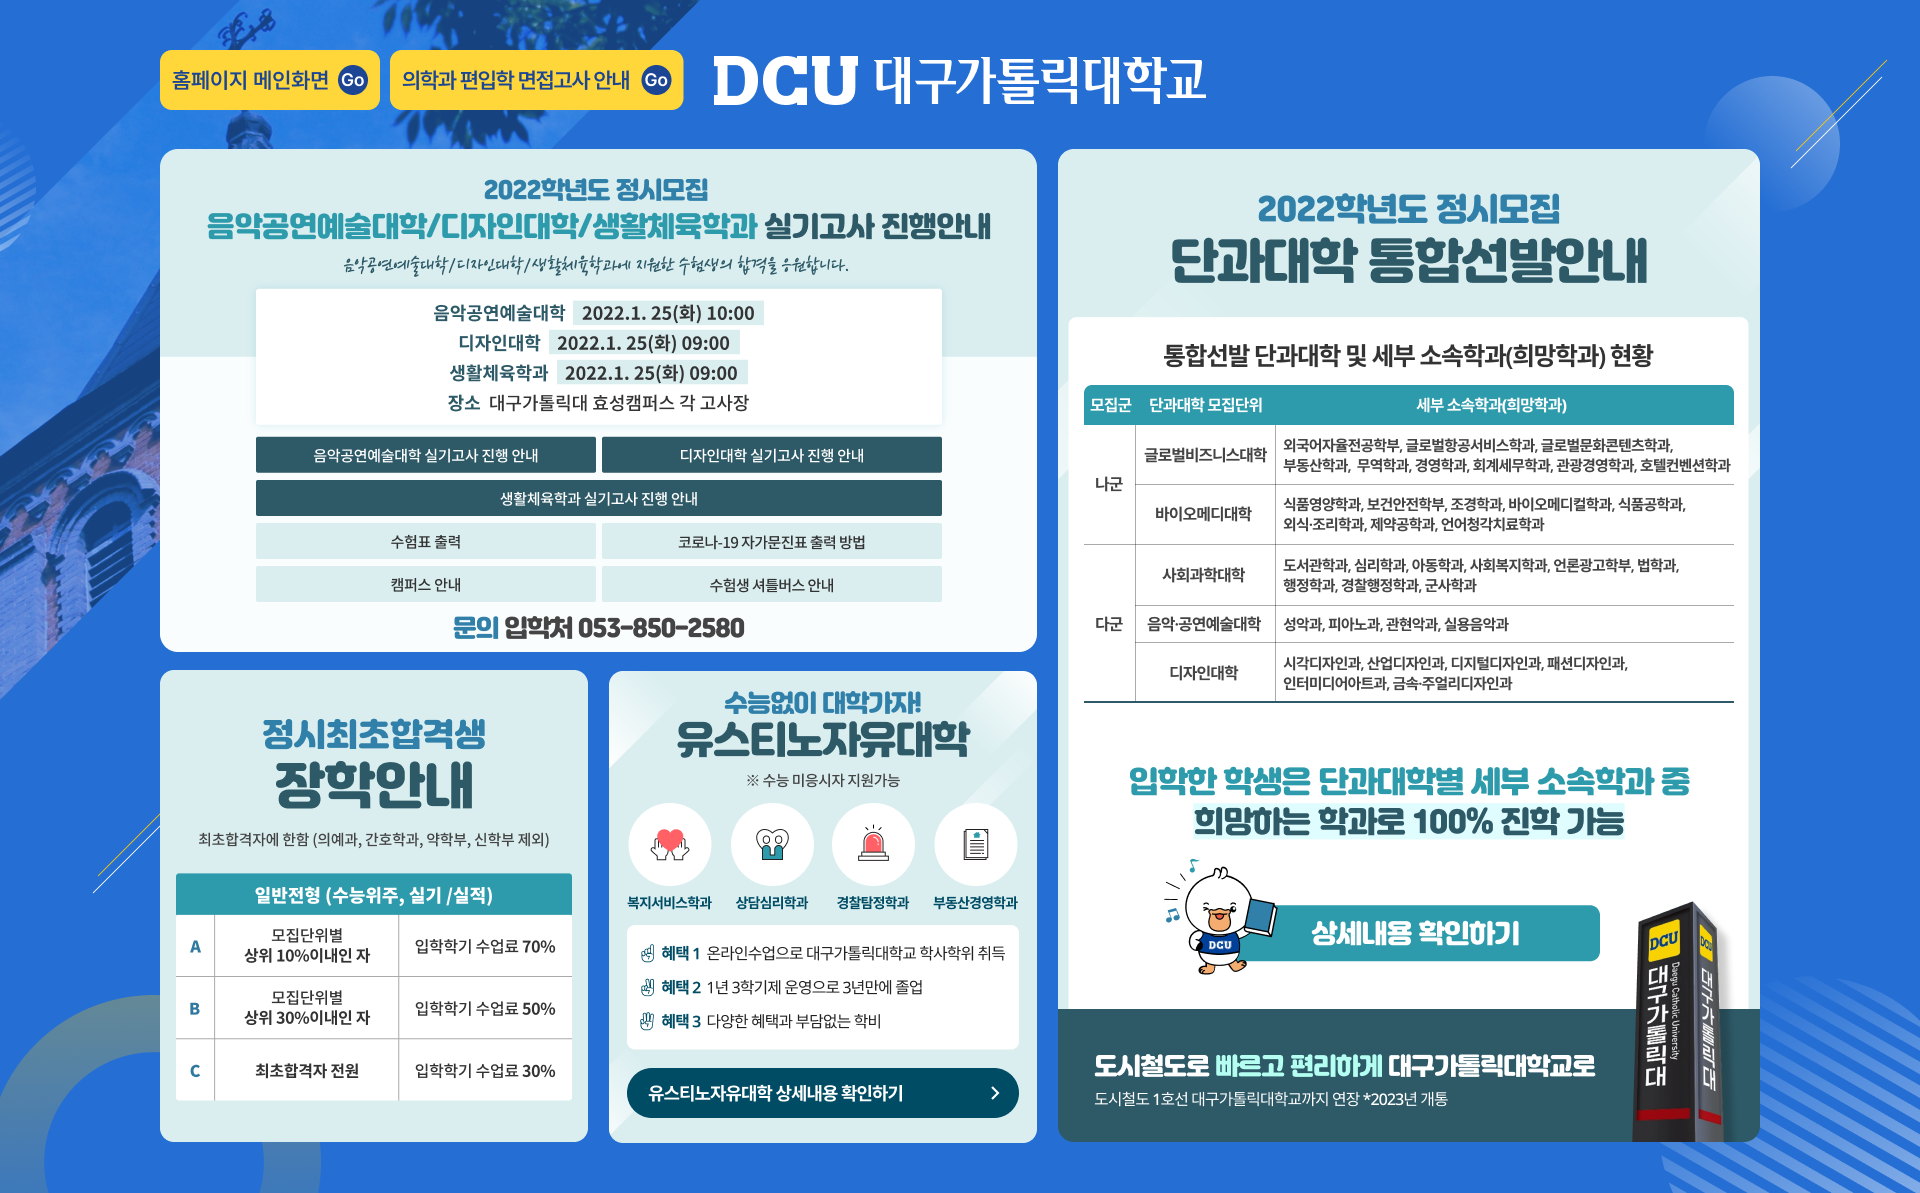 홈페이지 메인화면 Go
의학과 편입학 면접고사 안내 Go
DCU 대구가톨릭대학교
2022학년도 정시모집
음악공연예술대학/디자인대학/생활체육학과 실기고사 진행안내
음악공연예술대학/디자인대학/생활체육학과에 지원한 수험생의 합격을 응원합니다.
음악공연예술대학 2022.1. 25(화) 10:00
디자인대학 2022.1. 25(화) 09:00
생활체육학과 2022.1. 25(화) 09:00
장소 대구가톨릭대 효성캠퍼스 각 고사장
음악공연예술대학 실기고사 진행 안내
디자인대학 실기고사 진행 안내
생활체육학과 실기고사 진행 안내
수험표 출력
코로나-19 자가문진표 출력 방법
캠퍼스 안내
수험생 셔틀버스 안내
문의 입학처 053-850-2580
정시최초합격생
장학안내
최초합격자에 한함 (의예과, 간호학과, 약학부, 신학부 제외)
일반전형 (수능위주, 실기 /실적)
A
모집단위별
상위 10%이내인 자
입학학기 수업료 70%
B
모집단위별
상위 30%이내인 자
입학학기 수업료 50%
C
최초합격자 전원
입학학기 수업료 30%
수능없이 대학가자!
유스티노자유대학
※ 수능 미응시자 지원가능
복지서비스학과
상담심리학과
경찰탐정학과
부동산경영학과
혜택 1 온라인수업으로 대구가톨릭대학교 학사학위 취득
혜택 2 1년 3학기제 운영으로 3년만에 졸업
혜택 3 다양한 혜택과 부담없는 학비
유스티노자유대학 상세내용 확인하기
2022학년도 정시모집
단과대학 통합선발안내
통합선발 단과대학 및 세부 소속학과(희망학과) 현황
모집군
단과대학 모집단위
세부 소속학과(희망학과)
나군
글로벌비즈니스대학
외국어자율전공학부, 글로벌항공서비스학과, 글로벌문화콘텐츠학과,
부동산학과, 무역학과, 경영학과, 회계세무학과, 관광경영학과, 호텔컨벤션학과
바이오메디대학
식품영양학과, 보건안전학부, 조경학과, 바이오메디컬학과, 식품공학과,
외식·조리학과, 제약공학과, 언어청각치료학과
다군
사회과학대학
도서관학과, 심리학과, 아동학과, 사회복지학과, 언론광고학부, 법학과,
행정학과, 경찰행정학과, 군사학과
음악·공연예술대학
성악과, 피아노과, 관현악과, 실용음악과
디자인대학
시각디자인과, 산업디자인과, 디지털디자인과, 패션디자인과,
인터미디어아트과, 금속·주얼리디자인과
입학한 학생은 단과대학별 세부 소속학과 중
희망하는 학과로 100% 진학 가능
DCU
상세내용 확인하기
DCU
대구가톨릭대
Daegu Catholic University
DCU
대구가톨릭대
도시철도로 빠르고 편리하게 대구가톨릭대학교로
도시철도 1호선 대구가톨릭대학교까지 연장 *2023년 개통